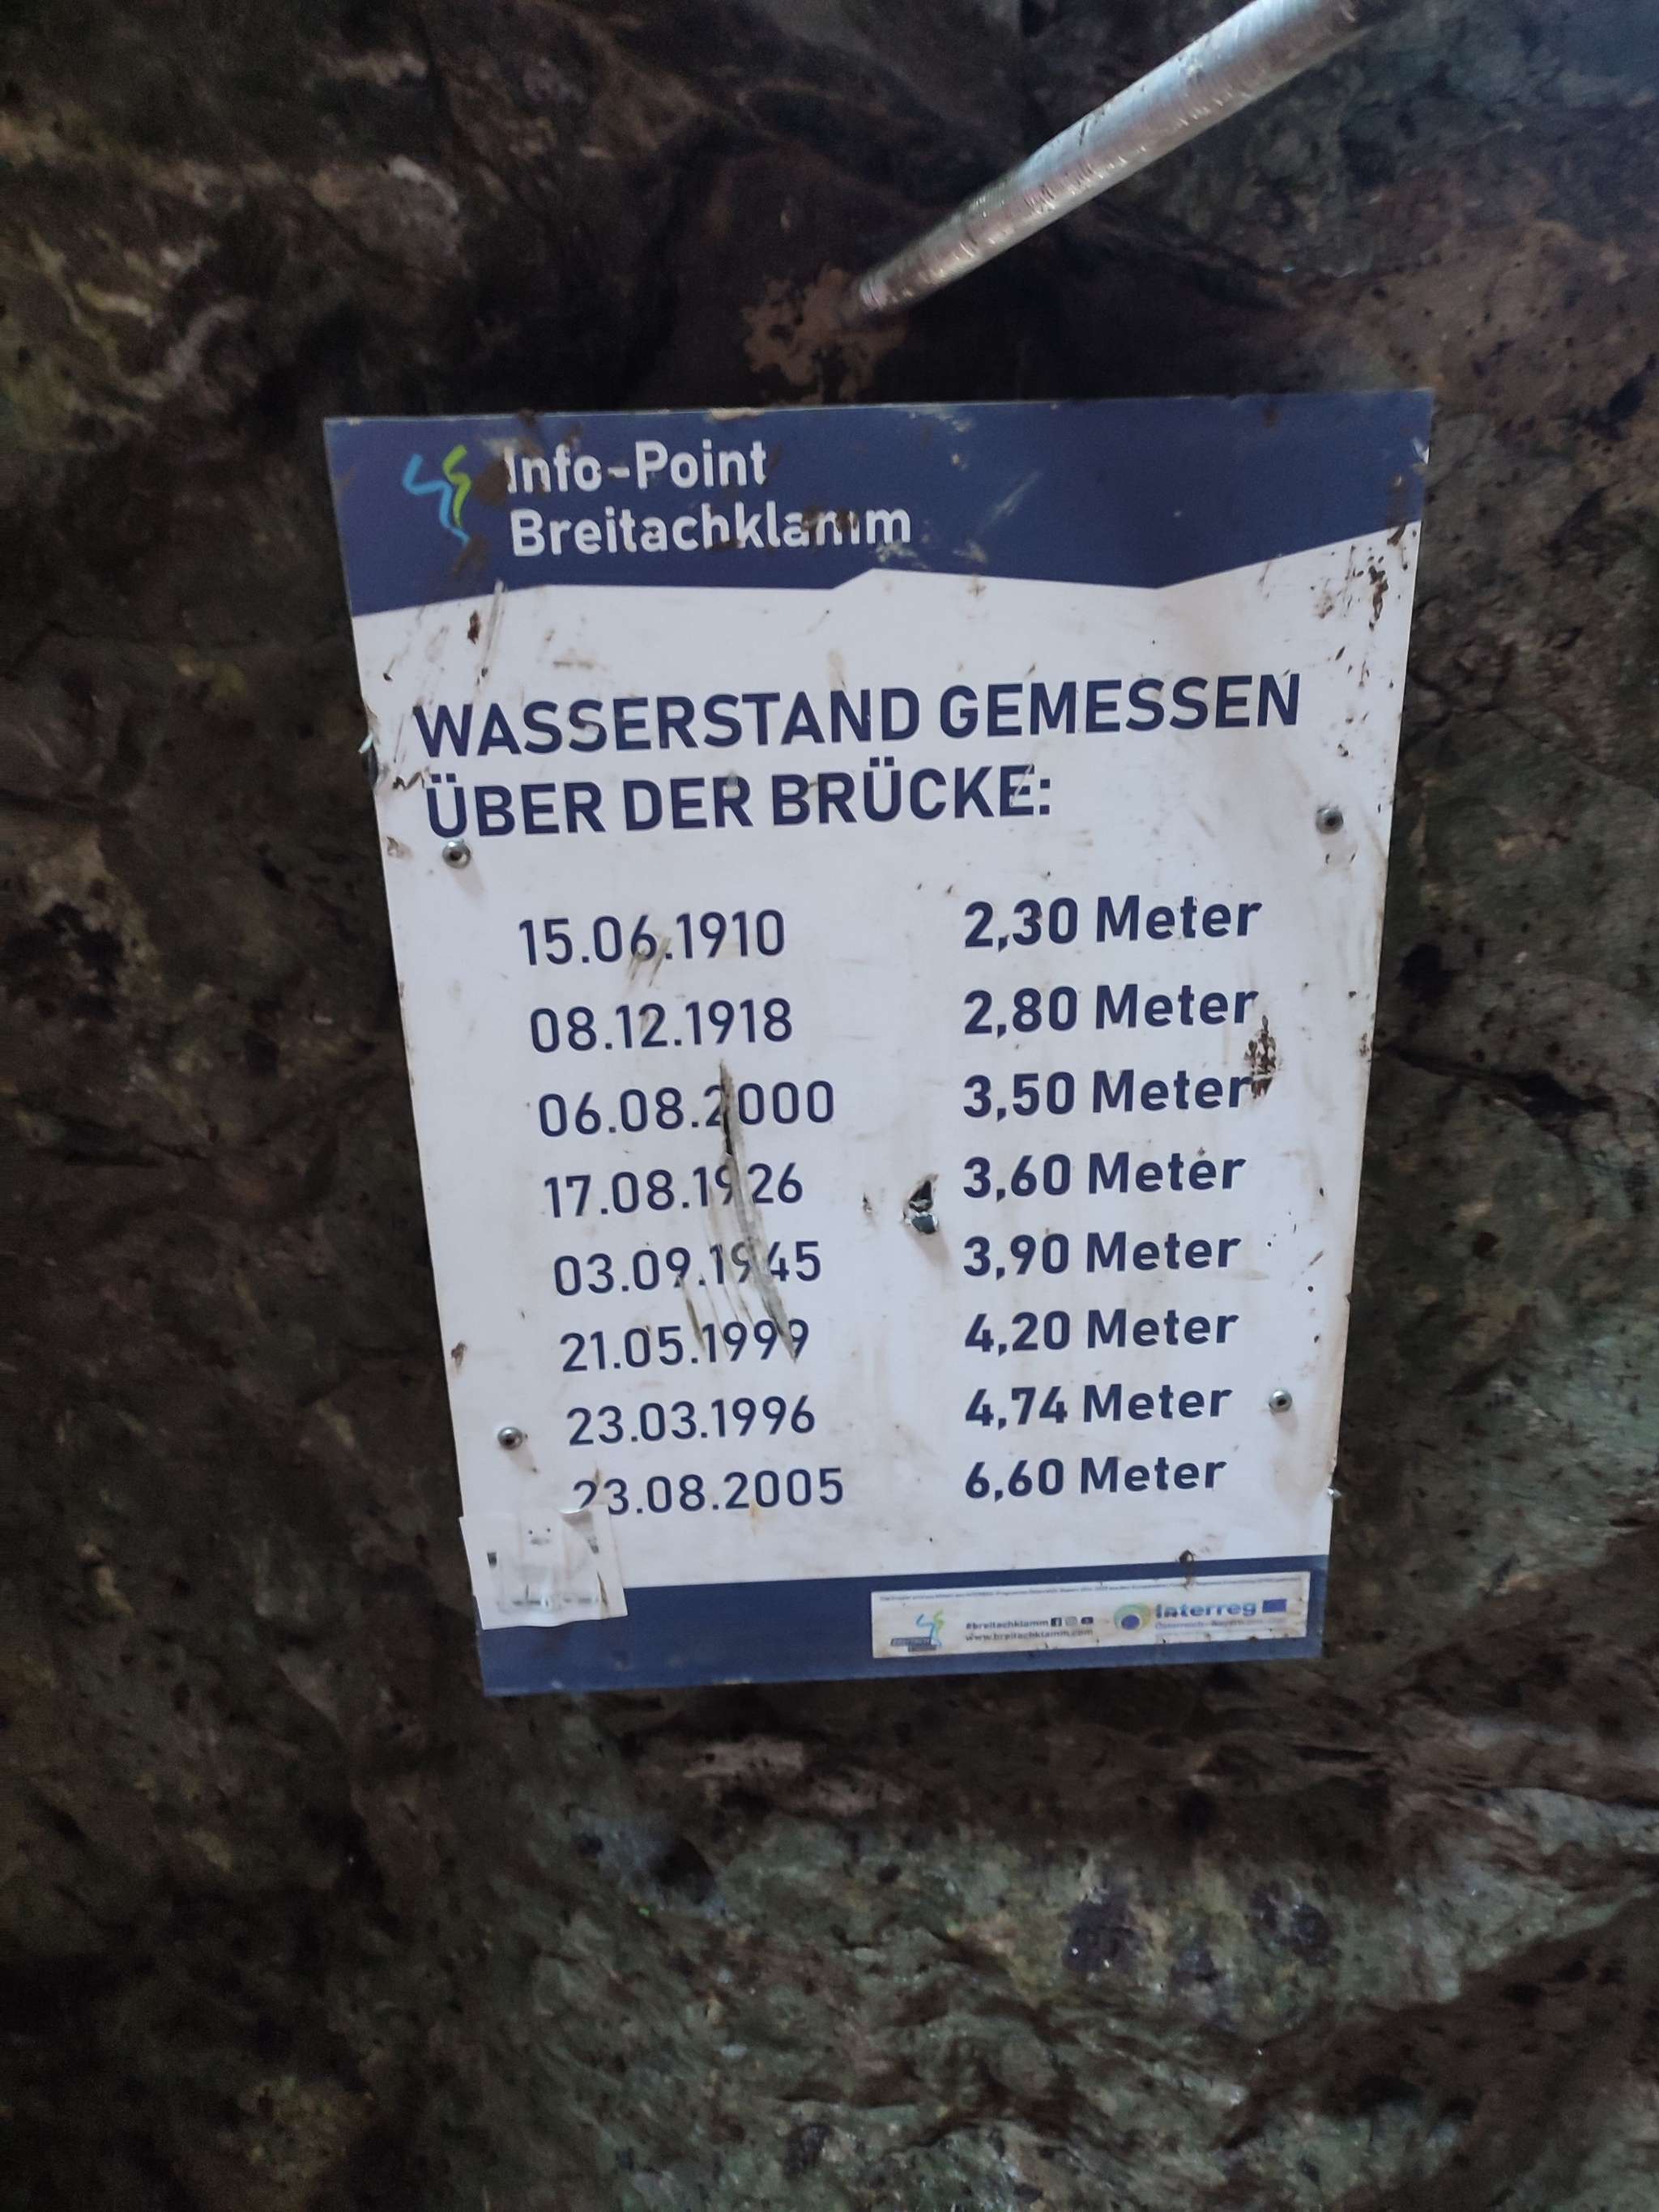 Info-Point
Breitachklamm
WASSERSTAND GEMESSEN
ÜBER DER BRÜCKE:
15.06.1910 2,30 Meter
08.12.1918 2,80 Meter
06.08.2000 3,50 Meter
17.08.1926 3,60 Meter
03.09.1945 3,90 Meter
21.05.1999 4,20 Meter
23.03.1996 4,74 Meter
23.08.2005 6,60 Meter
#breitachklamm
www.breitachklamm.com
Interreg